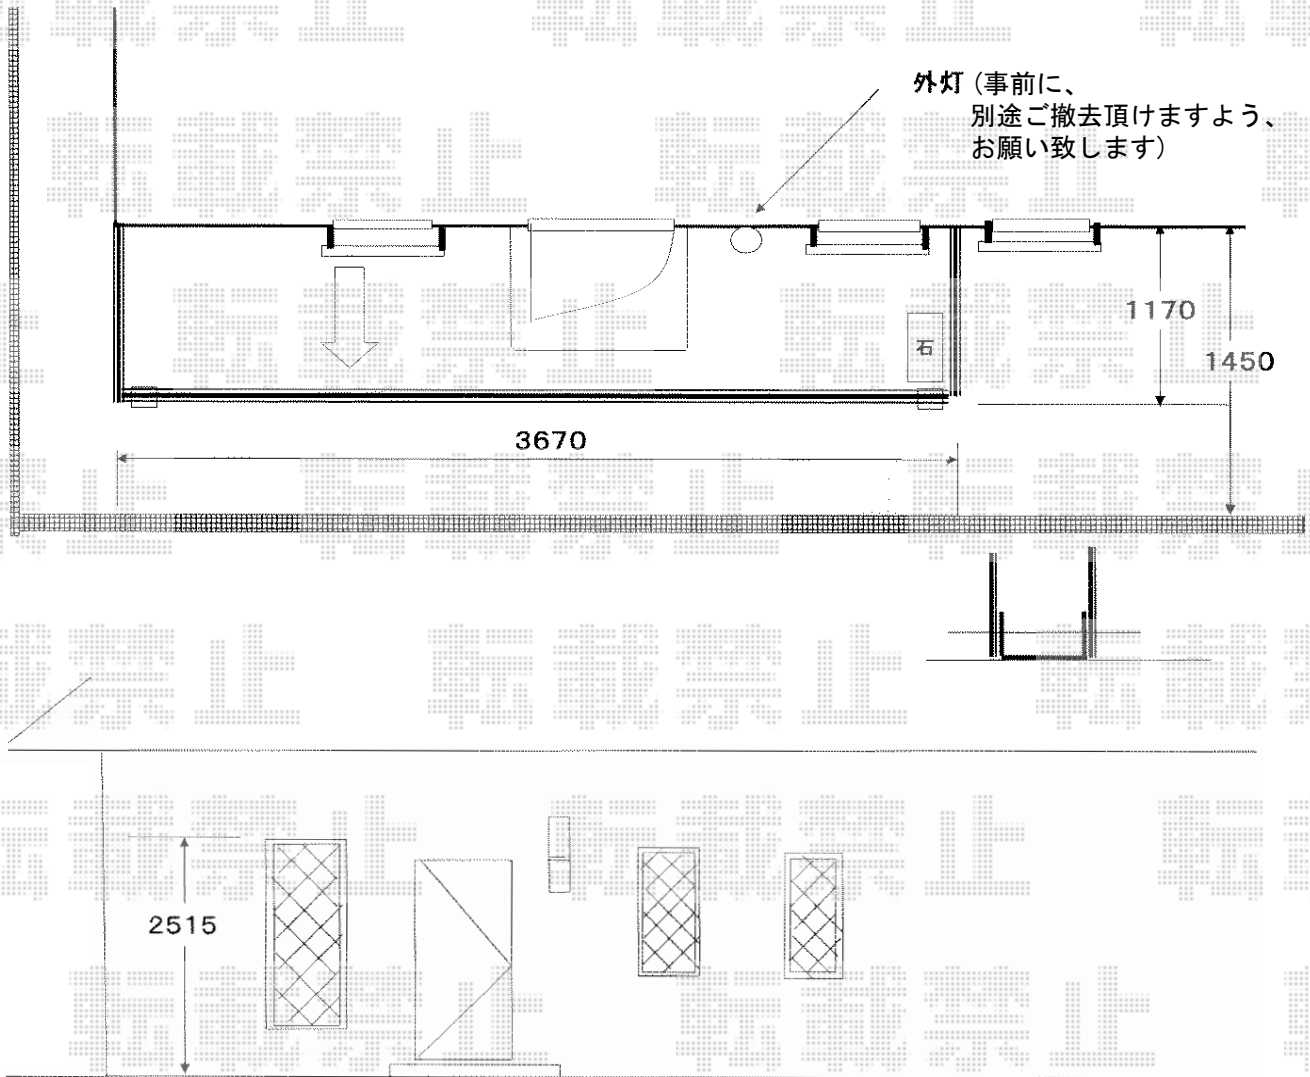 外灯（事前に、
別途ご撤去頂けますよう、
お願い致します）
1170
石
1450
3670
2515
転載禁止